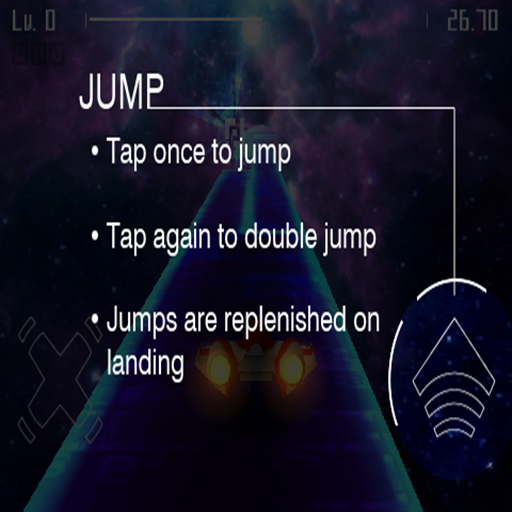 Lv. 0
26.70
JUMP
• Tap once to jump
• Tap again to double jump
• Jumps are replenished on
landing